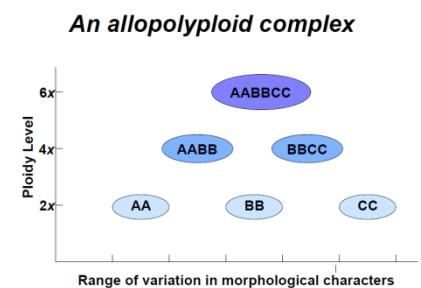 An allopolyploid complex
6x
AABBCC
4x
AABB
BBCC
2x
AA
BB
CC
Ploidy Level
Range of variation in morphological characters